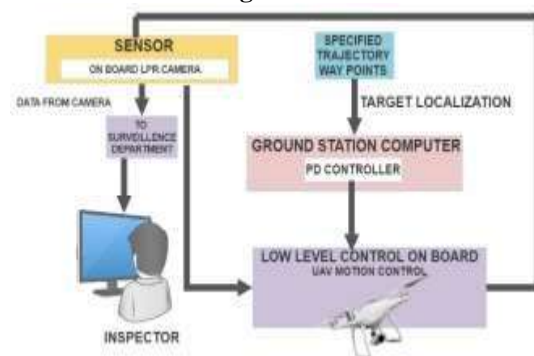 SENSOR
ON BOARD LPR CAMERA
DATA FROM CAMERA
TO
SURVELLENCE
DEPARTMENT
INSPECTOR
SPECIFIED
TRAJECTORY
WAY POINTS
TARGET LOCALIZATION
GROUND STATION COMPUTER
PD CONTROLLER
LOW LEVEL CONTROL ON BOARD
UAV MOTION CONTROL